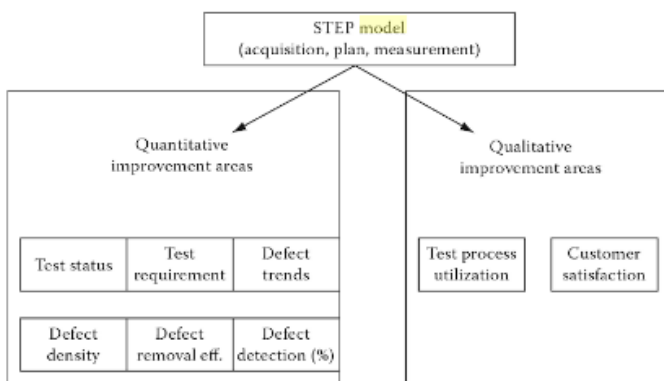 STEP model
(acquisition, plan, measurement)
Quantitative
improvement areas
Test status
Test
requirement
Defect
trends
Defect
density
Defect
removal eff.
Defect
detection (%)
Qualitative
improvement areas
Test process
utilization
Customer
satisfaction